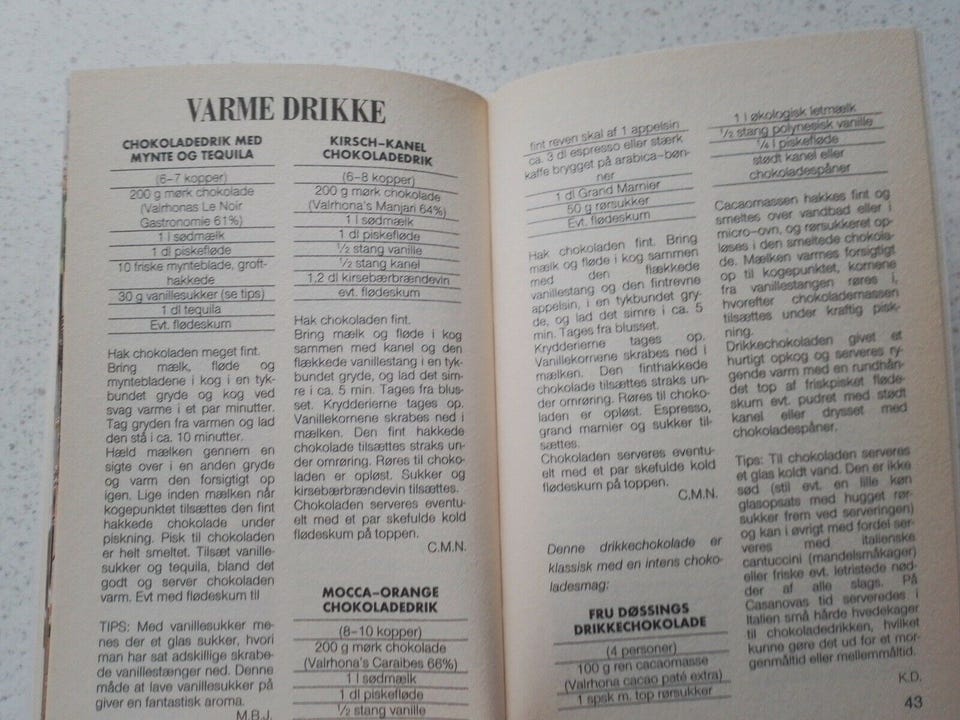 VARME DRIKKE
CHOKOLADEDRIK MED
MYNTE OG TEQUILA
(6–7 kopper)
200 g mørk chokolade
(Valrhonas Le Noir
Gastronomie 61%)
1 l sødmælk
1 dl piskefløde
10 friske mynteblade, groft-
hakkede
30 g vanillesukker (se tips)
1 dl tequila
Evt. flødeskum
Hak chokoladen meget fint.
Bring mælk, fløde og
myntebladene i kog i en tyk-
bundet gryde og kog ved
svag varme i et par minutter.
Tag gryden fra varmen og lad
den stå i ca. 10 minutter.
Hæld mælken gennem en
sigte over i en anden gryde
og varm den forsigtigt op
igen. Lige inden mælken når
kogepunktet tilsættes den fint
hakkede chokolade under
piskning. Pisk til chokoladen
er helt smeltet. Tilsæt vanille-
sukker og tequila, bland det
godt og server chokoladen
varm. Evt med flødeskum til
TIPS: Med vanillesukker me-
nes der et glas sukker, hvori
man har sat adskillige skrabe-
de vanillestænger ned. Denne
måde at lave vanillesukker på
giver en fantastisk aroma.
M.B.J.
KIRSCH–KANEL
CHOKOLADEDRIK
(6–8 kopper)
200 g mørk chokolade
(Valrhona's Manjari 64%)
1 l sødmælk
1 dl piskefløde
½ stang vanille
½ stang kanel
1,2 dl kirsebærbrændevin
evt. flødeskum
Hak chokoladen fint.
Bring mælk og fløde i kog
sammen med kanel og den
flækkede vanillestang i en tyk-
bundet gryde, og lad det sim-
re i ca. 5 min. Tages fra blus-
set. Krydderierne tages op.
Vanillekornene skrabes ned i
mælken. Den fint hakkede
chokolade tilsættes straks un-
der omrøring. Røres til choko-
laden er opløst. Sukker og
kirsebærbrændevin tilsættes.
Chokoladen serveres eventu-
elt med et par skefulde kold
flødeskum på toppen.
C.M.N.
MOCCA–ORANGE
CHOKOLADEDRIK
(8–10 kopper)
200 g mørk chokolade
(Valrhona's Caraibes 66%)
1 l sødmælk
1 dl piskefløde
½ stang vanille
fint reven skal af 1 appelsin
ca. 3 dl espresso eller stærk
kaffe brygget på arabica–bøn-
ner
1 dl Grand Marnier
50 g rørsukker
Evt. flødeskum
Hak chokoladen fint. Bring
mælk og fløde i kog sammen
med den flækkede
vanillestang og den fintrevne
appelsin, i en tykbundet gry-
de, og lad det simre i ca. 5
min. Tages fra blusset.
Krydderierne tages op.
Vanillekornene skrabes ned i
mælken. Den finthakkede
chokolade tilsættes straks un-
der omrøring. Røres til choko-
laden er opløst. Espresso,
grand marnier og sukker til-
sættes.
Chokoladen serveres eventu-
elt med et par skefulde kold
flødeskum på toppen.
C.M.N.
Denne drikkechokolade er
klassisk med en intens choko-
ladesmag:
FRU DØSSINGS
DRIKKECHOKOLADE
(4 personer)
100 g ren cacaomasse
(Valrhona cacao paté extra)
1 spsk m. top rørsukker
1 l økologisk letmælk
½ stang polynesisk vanille
¼ l piskefløde
stødt kanel eller
chokoladespåner
Cacaomassen hakkes fint og
smeltes over vandbad eller i
micro–ovn, og rørsukkeret op-
løses i den smeltede chokola-
de. Mælken varmes forsigtigt
op til kogepunktet, kornene
fra vanillestangen røres i,
hvorefter chokolademassen
tilsættes under kraftig pisk-
ning.
Drikkechokoladen givet et
hurtigt opkog og serveres ry-
gende varm med en rundhån-
det top af friskpisket fløde-
skum evt. pudret med stødt
kanel eller drysset med
chokoladespåner.
Tips: Til chokoladen serveres
et glas koldt vand. Den er ikke
sød (stil evt. en lille køn
glasopsats med hugget rør-
sukker frem ved serveringen)
og kan i øvrigt med fordel ser-
veres med italienske
cantuccini (mandelsmåkager)
eller friske evt. letristede nød-
der af alle slags. På
Casanovas tid serveredes i
Italien små hårde hvedekager
til chokoladedrikken, hvilket
kunne gøre det ud for et mor-
genmåltid eller mellemmåltid.
K.D.
43